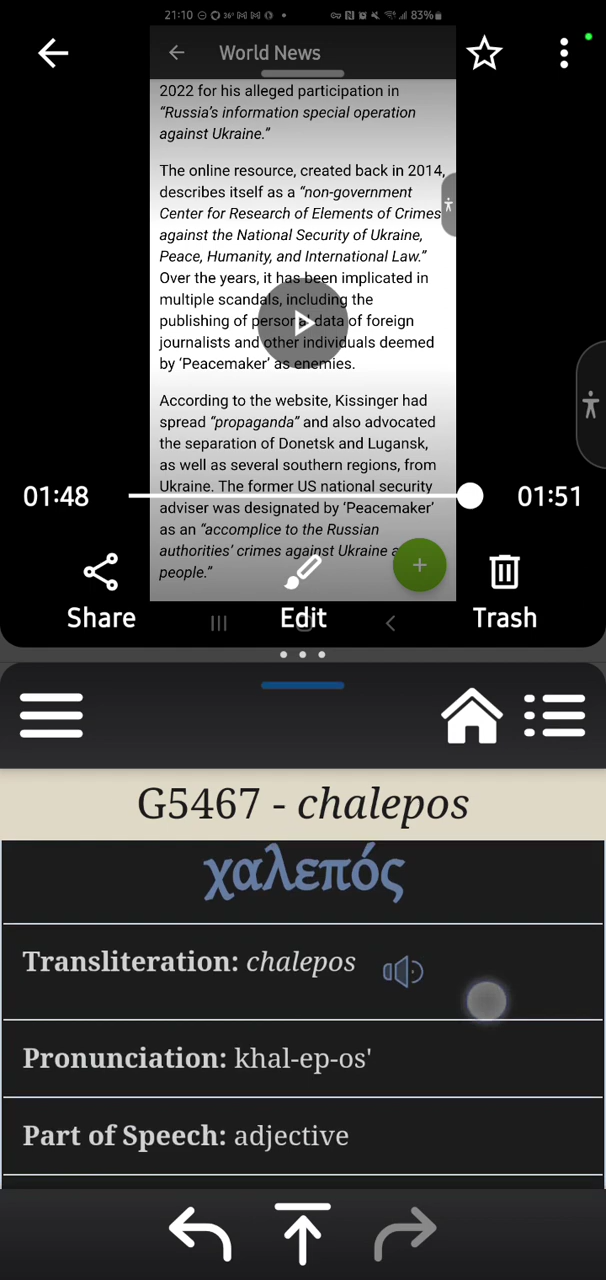 21:10 36° 83%
World News
2022 for his alleged participation in
“Russia’s information special operation
against Ukraine.”
The online resource, created back in 2014,
describes itself as a “non-government
Center for Research of Elements of Crimes
against the National Security of Ukraine,
Peace, Humanity, and International Law.”
Over the years, it has been implicated in
multiple scandals, including the
publishing of personal data of foreign
journalists and other individuals deemed
by ‘Peacemaker’ as enemies.
According to the website, Kissinger had
spread “propaganda” and also advocated
the separation of Donetsk and Lugansk,
as well as several southern regions, from
Ukraine. The former US national security
adviser was designated by ‘Peacemaker’
as an “accomplice to the Russian
authorities’ crimes against Ukraine
people.”
01:48
01:51
Share
Edit
Trash
G5467 - chalepos
χαλεπός
Transliteration: chalepos
Pronunciation: khal-ep-os'
Part of Speech: adjective